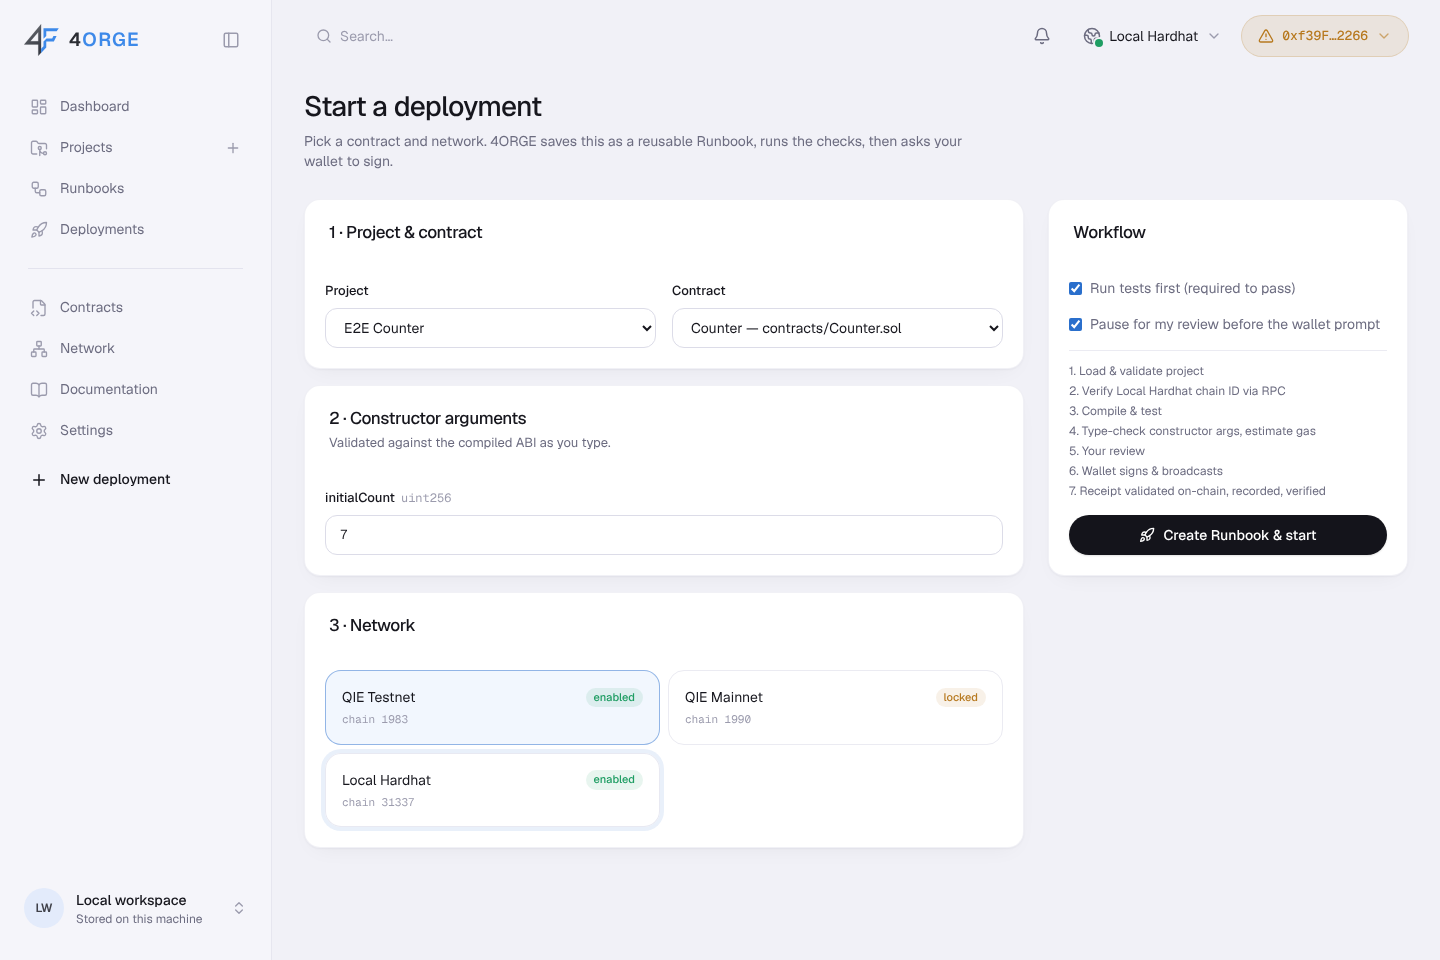 4ORGE
Search...
Local Hardhat
0xf39F…2266
Dashboard
Projects
Runbooks
Deployments
Contracts
Network
Documentation
Settings
New deployment
LW
Local workspace
Stored on this machine
Start a deployment
Pick a contract and network. 4ORGE saves this as a reusable Runbook, runs the checks, then asks your
wallet to sign.
1 · Project & contract
Project
Contract
E2E Counter
Counter — contracts/Counter.sol
2 · Constructor arguments
Validated against the compiled ABI as you type.
initialCount uint256
7
3 · Network
QIE Testnet
enabled
chain 1983
QIE Mainnet
locked
chain 1990
Local Hardhat
enabled
chain 31337
Workflow
Run tests first (required to pass)
Pause for my review before the wallet prompt
1. Load & validate project
2. Verify Local Hardhat chain ID via RPC
3. Compile & test
4. Type-check constructor args, estimate gas
5. Your review
6. Wallet signs & broadcasts
7. Receipt validated on-chain, recorded, verified
Create Runbook & start